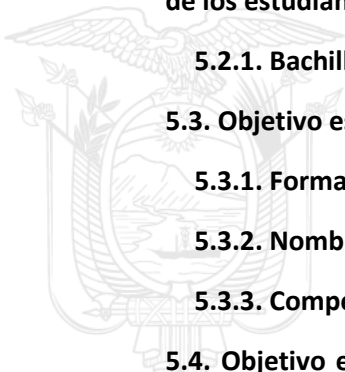 de los estudian
5.2.1. Bachill
5.3. Objetivo es
5.3.1. Forma
5.3.2. Nomb
5.3.3. Compe
5.4. Objetivo e